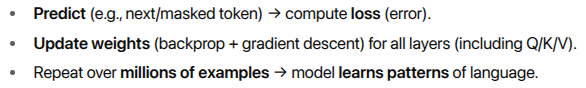 • Predict (e.g., next/masked token) → compute loss (error).
• Update weights (backprop + gradient descent) for all layers (including Q/K/V).
• Repeat over millions of examples → model learns patterns of language.